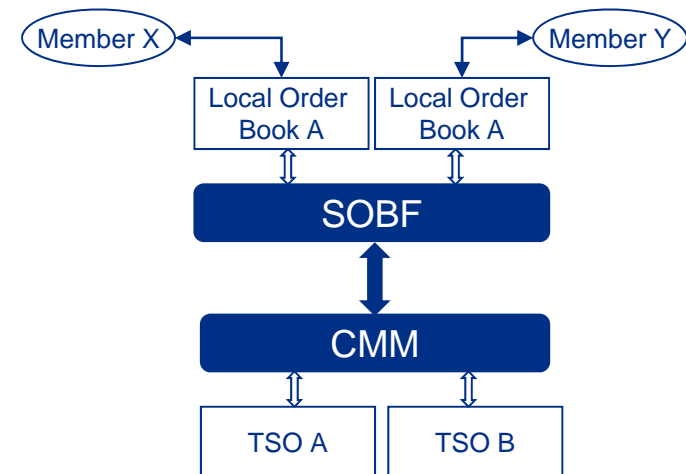 Member X
Member Y
Local Order
Book A
Local Order
Book A
SOBF
CMM
TSO A
TSO B